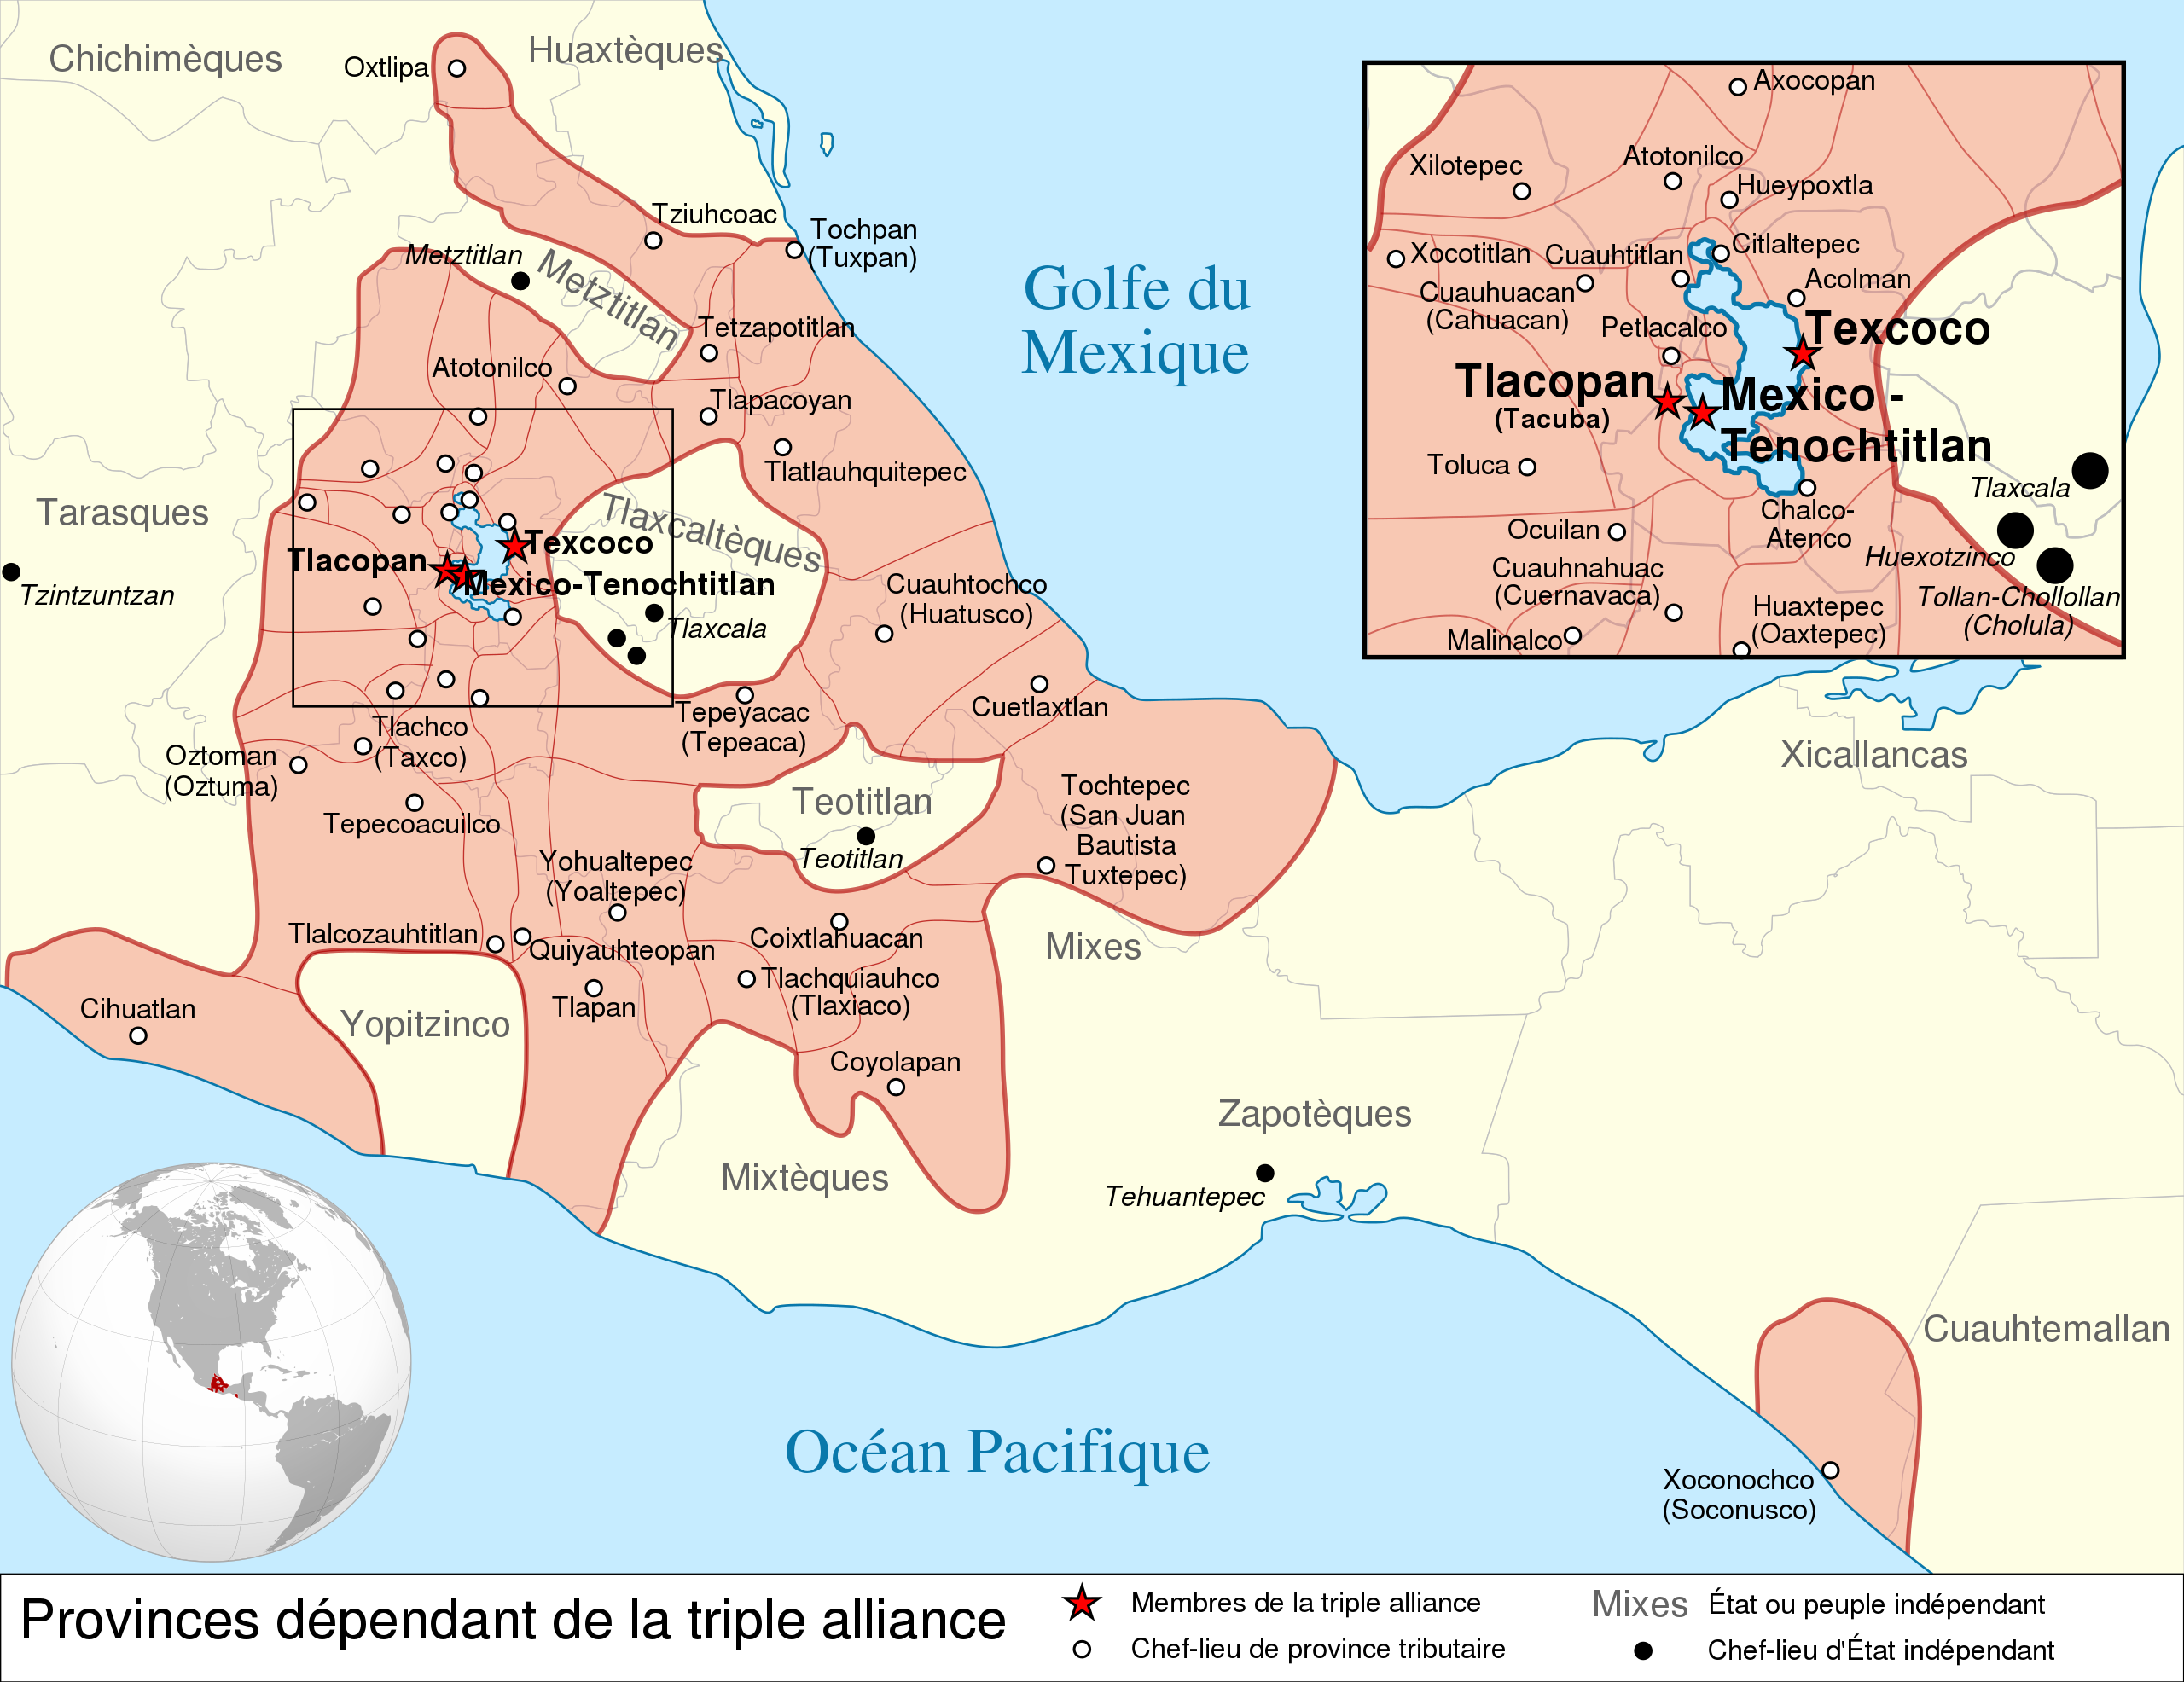 Chichimèques
Huaxtèques
Oxtlipa
Tziuhcoac
Tochpan
(Tuxpan)
Metztitlan
Metztitlan
Golfe du
Mexique
Tetzapotitlan
Atotonilco
Tlapacoyan
Tlatlauhquitepec
Tarasques
Tlaxcaltèques
Texcoco
Tlacopan
Mexico-Tenochtitlan
Tzintzuntzan
Tlaxcala
Cuauhtochco
(Huatusco)
Cuetlaxtlan
Tepeyacac
(Tepeaca)
Tlachco
(Taxco)
Oztoman
(Oztuma)
Tepecoacuilco
Teotitlan
Teotitlan
Tochtepec
(San Juan
Bautista
Tuxtepec)
Yohualtepec
(Yoaltepec)
Tlalcozauhtitlan
Quiyauhteopan
Coixtlahuacan
Mixes
Tlachquiauhco
(Tlaxiaco)
Tlapan
Cihuatlan
Yopitzinco
Coyolapan
Mixtèques
Zapotèques
Tehuantepec
Xicallancas
Cuauhtemallan
Océan Pacifique
Xoconochco
(Soconusco)
Axocopan
Xilotepec
Atotonilco
Hueypoxtla
Xocotitlan
Cuauhtitlan
Citlaltepec
Cuauhuacan
(Cahuacan)
Acolman
Petlacalco
Texcoco
Tlacopan
(Tacuba)
Mexico -
Tenochtitlan
Toluca
Tlaxcala
Chalco-
Atenco
Ocuilan
Huexotzinco
Cuauhnahuac
(Cuernavaca)
Tollan-Chollollan
(Cholula)
Huaxtepec
(Oaxtepec)
Malinalco
Provinces dépendant de la triple alliance
Membres de la triple alliance
Chef-lieu de province tributaire
Mixes État ou peuple indépendant
Chef-lieu d'État indépendant